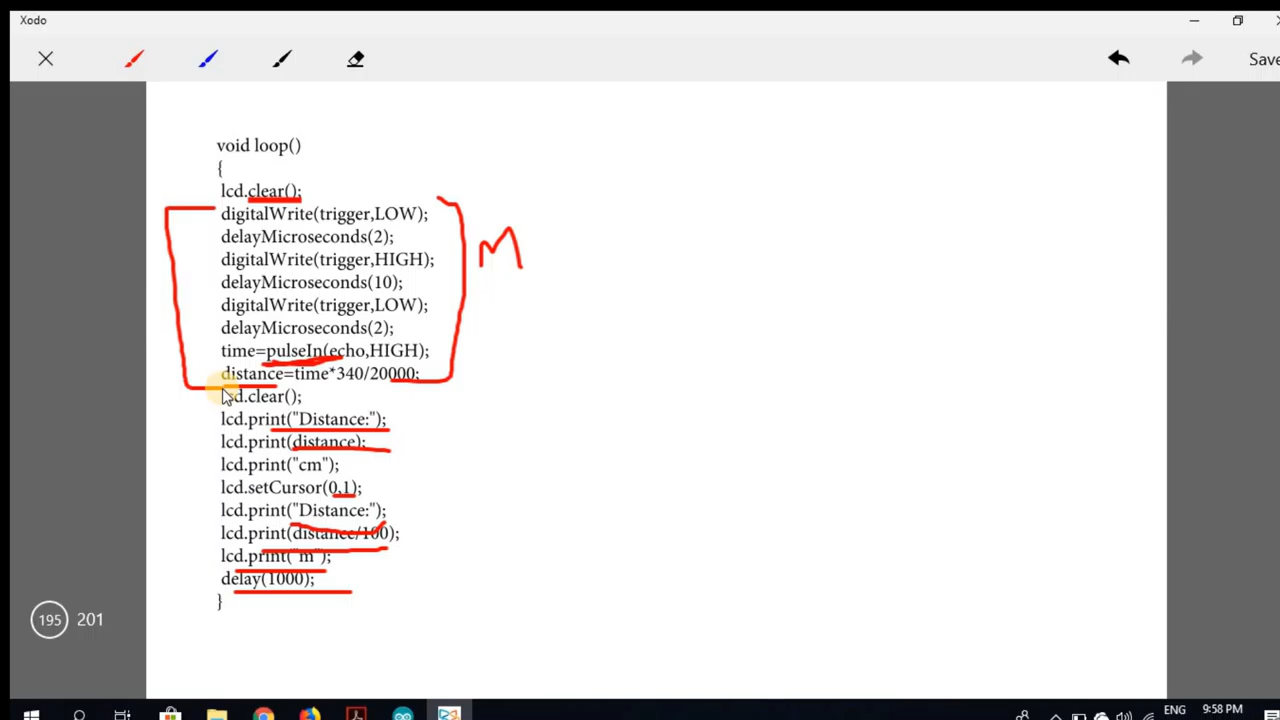 Xodo
Save
void loop()
{
lcd.clear();
digitalWrite(trigger,LOW);
delayMicroseconds(2);
digitalWrite(trigger,HIGH);
delayMicroseconds(10);
digitalWrite(trigger,LOW);
delayMicroseconds(2);
time=pulseIn(echo,HIGH);
distance=time*340/20000;
lcd.clear();
lcd.print("Distance:");
lcd.print(distance);
lcd.print("cm");
lcd.setCursor(0,1);
lcd.print("Distance:");
lcd.print(distance/100);
lcd.print("m");
delay(1000);
}
M
195 201
ENG 9:58 PM